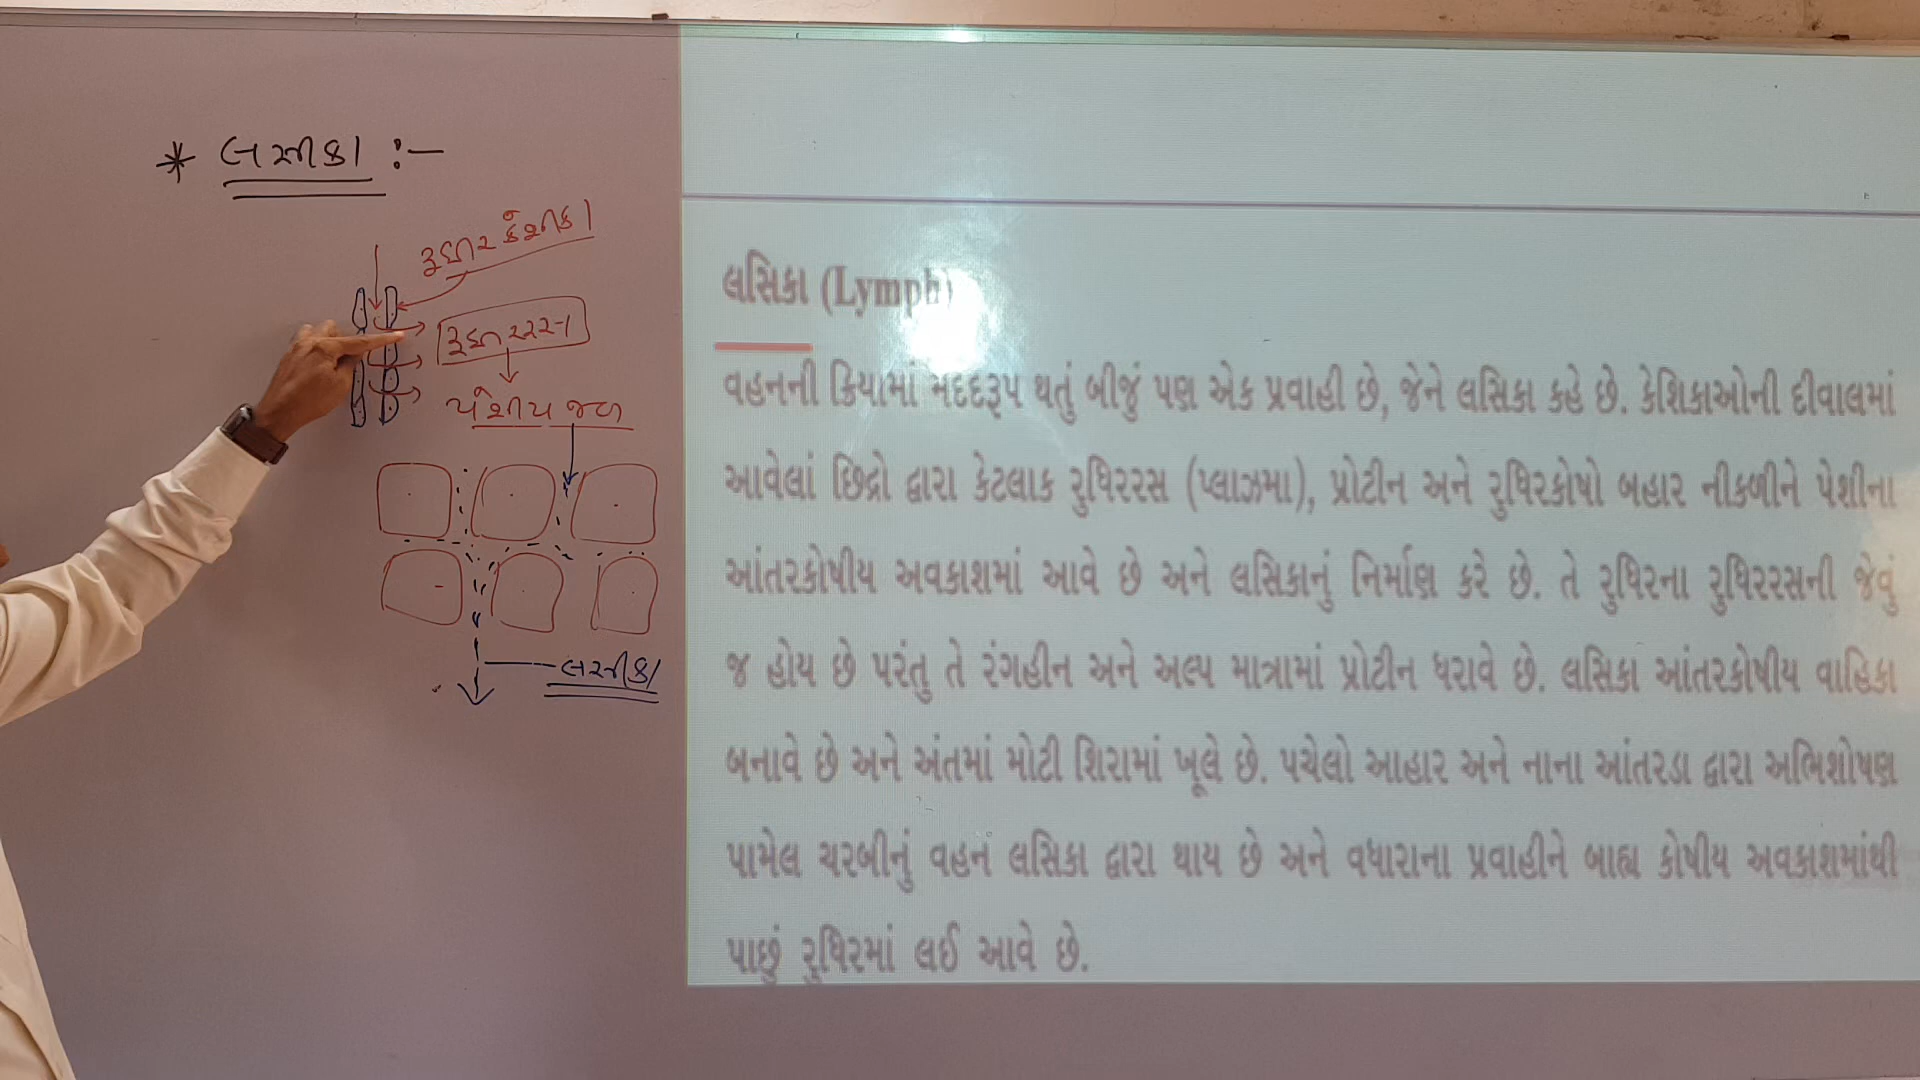 * લસીકા :-
રૂધીર કેશીકા
રૂધીરરસ
પેશીય જળ
લસીકા
લસિકા (Lymph)
વહનની ક્રિયામાં મદદરૂપ થતું બીજું પણ એક પ્રવાહી છે, જેને લસિકા કહે છે. કેશિકાઓની દીવાલમાં
આવેલાં છિદ્રો દ્વારા કેટલાક રુધિરરસ (પ્લાઝમા), પ્રોટીન અને રુધિરકોષો બહાર નીકળીને પેશીના
આંતરકોષીય અવકાશમાં આવે છે અને લસિકાનું નિર્માણ કરે છે. તે રુધિરના રુધિરરસની જેવું
જ હોય છે પરંતુ તે રંગહીન અને અલ્પ માત્રામાં પ્રોટીન ધરાવે છે. લસિકા આંતરકોષીય વાહિકા
બનાવે છે અને અંતમાં મોટી શિરામાં ખૂલે છે. પચેલો આહાર અને નાના આંતરડા દ્વારા અભિશોષણ
પામેલ ચરબીનું વહન લસિકા દ્વારા થાય છે અને વધારાના પ્રવાહીને બાહ્ય કોષીય અવકાશમાંથી
પાછું રુધિરમાં લઈ આવે છે.